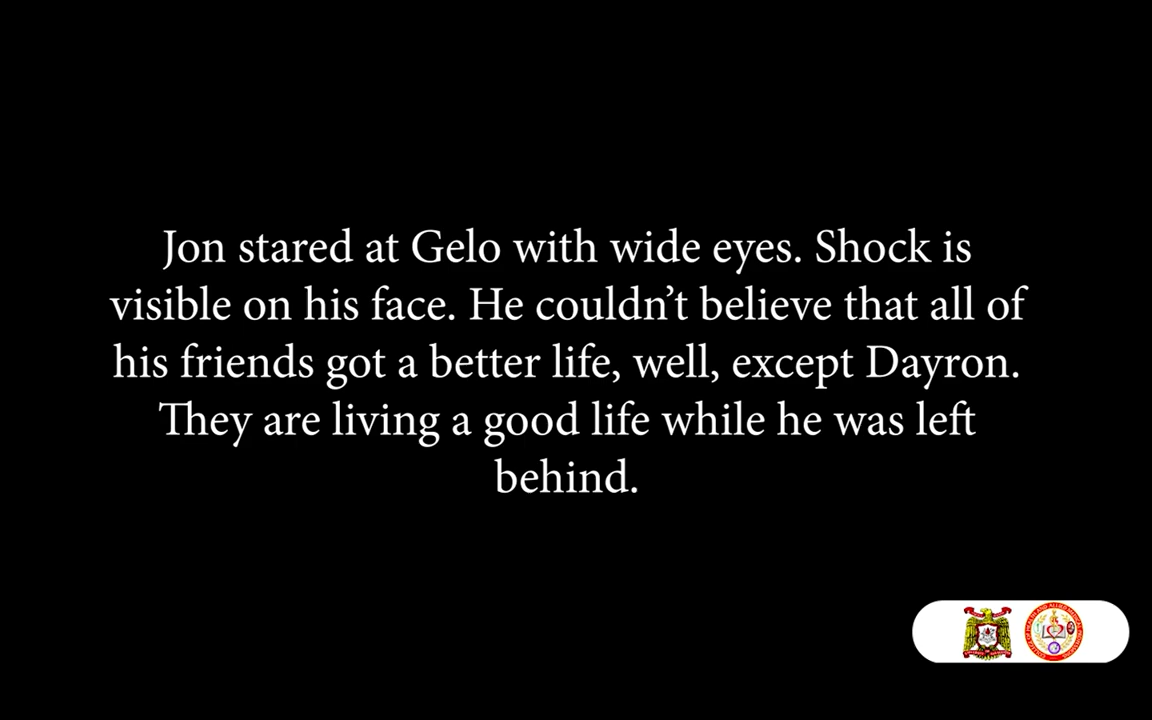 Jon stared at Gelo with wide eyes. Shock is
visible on his face. He couldn’t believe that all of
his friends got a better life, well, except Dayron.
They are living a good life while he was left
behind.